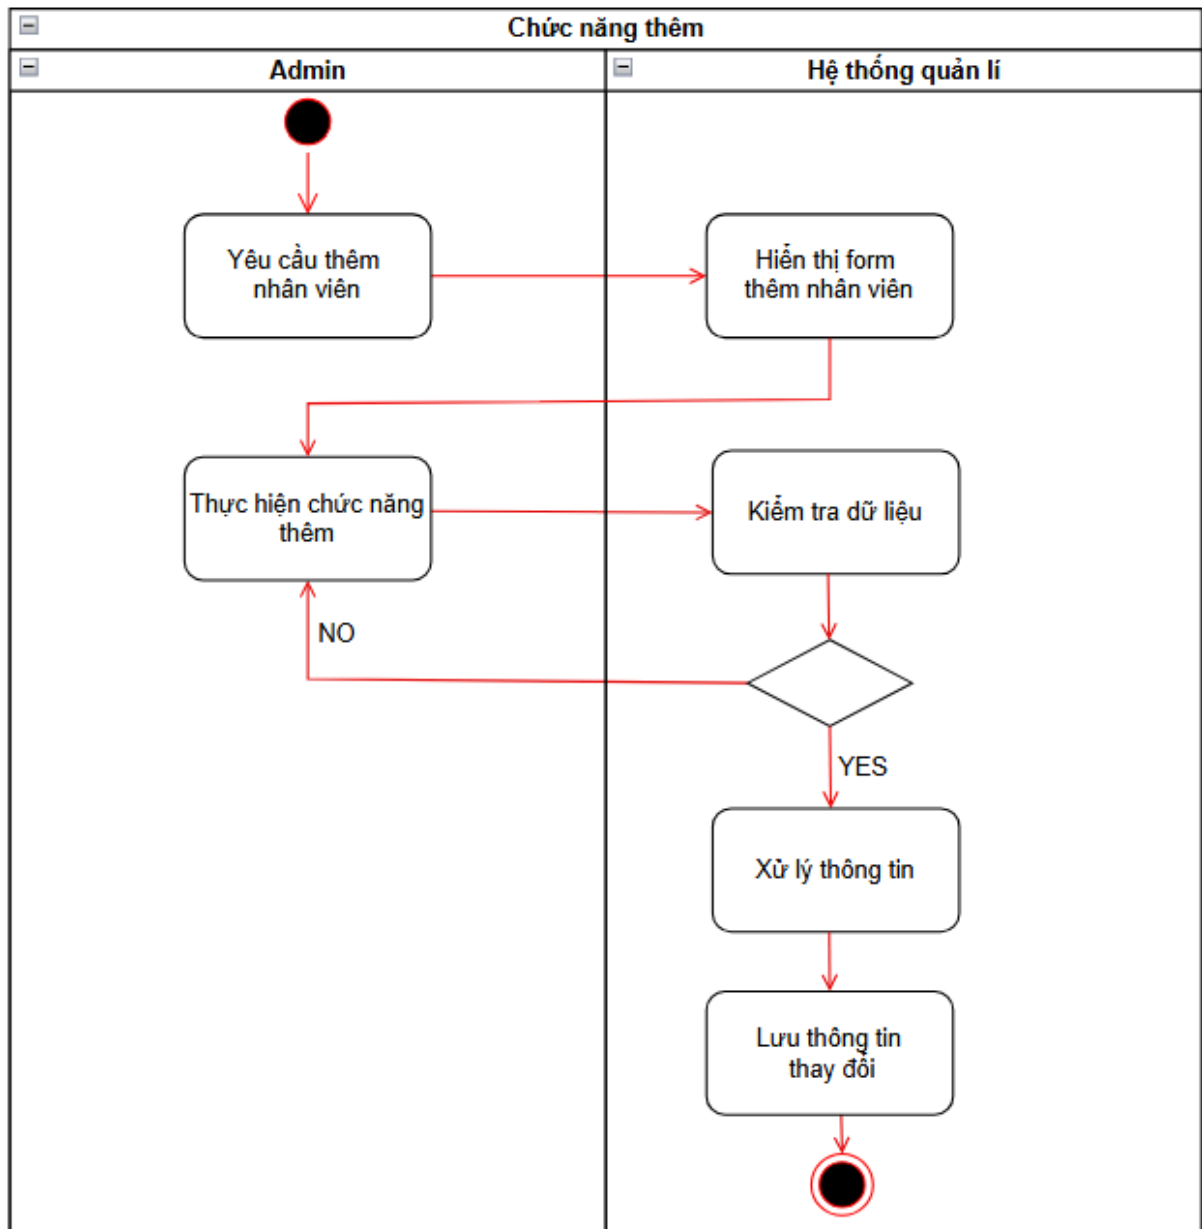 Chức năng thêm
Admin
Hệ thống quản lí
Yêu cầu thêm
nhân viên
Hiển thị form
thêm nhân viên
Thực hiện chức năng
thêm
Kiểm tra dữ liệu
NO
YES
Xử lý thông tin
Lưu thông tin
thay đổi